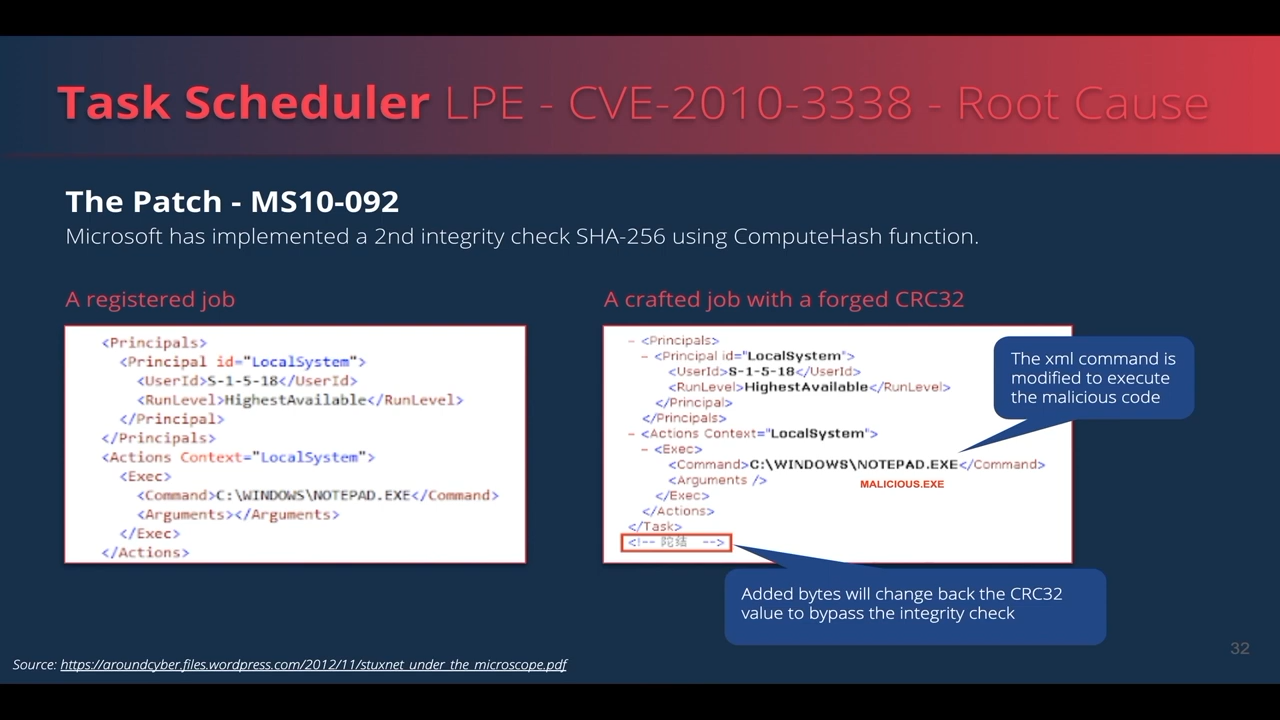 Task Scheduler LPE - CVE-2010-3338 - Root Cause
The Patch - MS10-092
Microsoft has implemented a 2nd integrity check SHA-256 using ComputeHash function.
A registered job
<Principals>
<Principal id="LocalSystem">
<UserId>S-1-5-18</UserId>
<RunLevel>HighestAvailable</RunLevel>
</Principal>
</Principals>
<Actions Context="LocalSystem">
<Exec>
<Command>C:\WINDOWS\NOTEPAD.EXE</Command>
<Arguments></Arguments>
</Exec>
</Actions>
A crafted job with a forged CRC32
- <Principals>
- <Principal id="LocalSystem">
<UserId>S-1-5-18</UserId>
<RunLevel>HighestAvailable</RunLevel>
</Principal>
</Principals>
- <Actions Context="LocalSystem">
- <Exec>
<Command>C:\WINDOWS\NOTEPAD.EXE</Command>
<Arguments />
MALICIOUS.EXE
</Exec>
</Actions>
</Task>
<!-- -->
The xml command is
modified to execute
the malicious code
Added bytes will change back the CRC32
value to bypass the integrity check
32
Source: https://aroundcyber.files.wordpress.com/2012/11/stuxnet_under_the_microscope.pdf